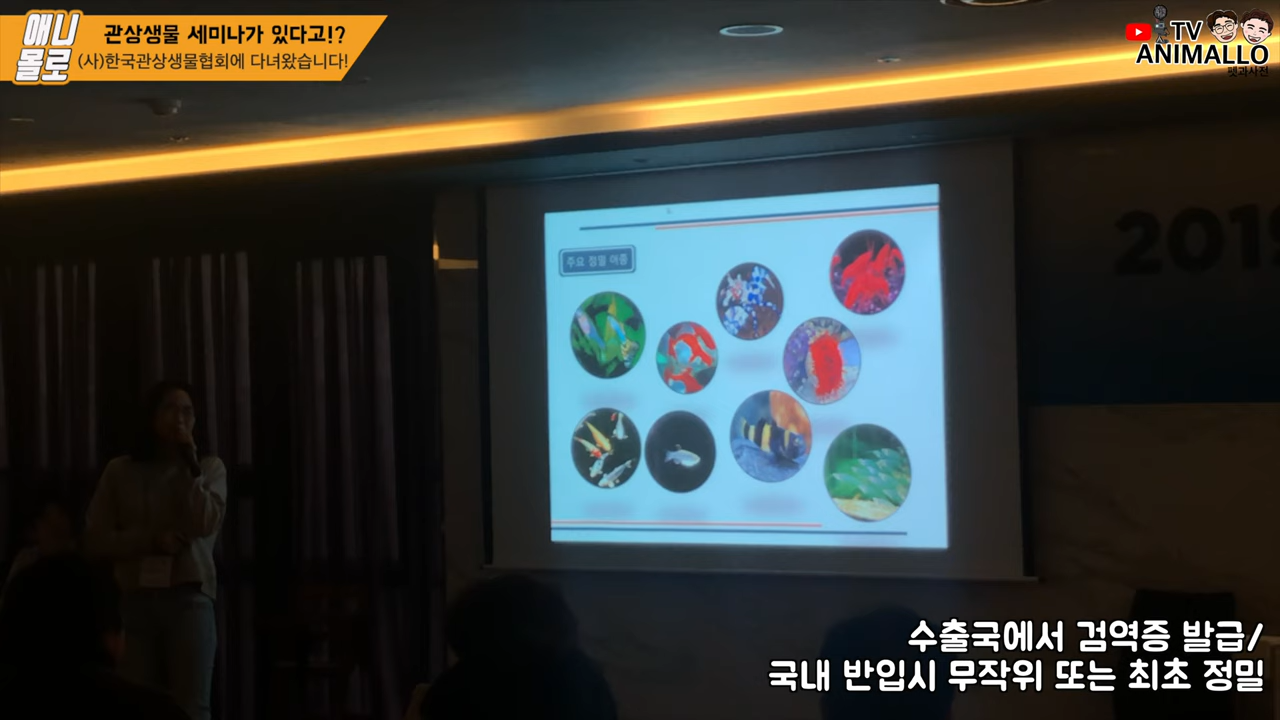 애니
몰로
관상생물 세미나가 있다고!?
(사)한국관상생물협회에 다녀왔습니다!
TV
ANIMALLO
펫과사전
주요 정밀 어종
2019
수출국에서 검역증 발급/
국내 반입시 무작위 또는 최초 정밀